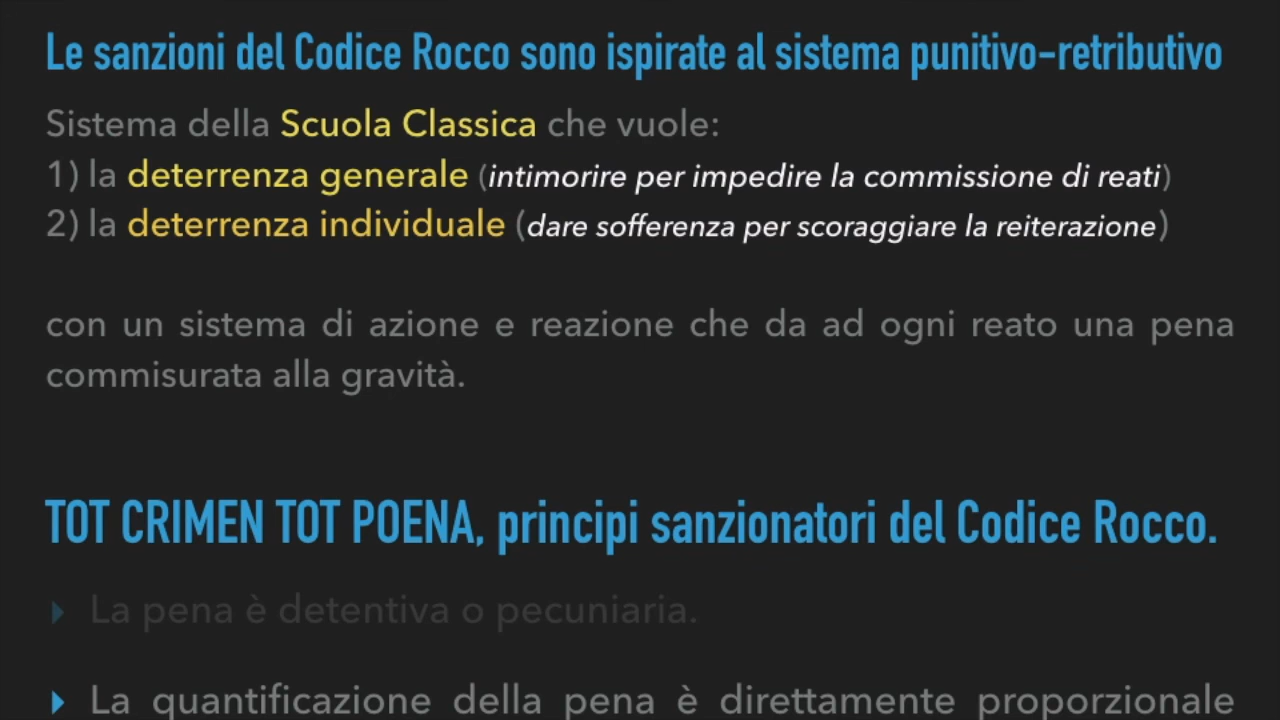 Le sanzioni del Codice Rocco sono ispirate al sistema punitivo-retributivo
Sistema della Scuola Classica che vuole:
1) la deterrenza generale (intimorire per impedire la commissione di reati)
2) la deterrenza individuale (dare sofferenza per scoraggiare la reiterazione)
con un sistema di azione e reazione che da ad ogni reato una pena
commisurata alla gravità.
TOT CRIMEN TOT POENA, principi sanzionatori del Codice Rocco.
▸ La pena è detentiva o pecuniaria.
▸ La quantificazione della pena è direttamente proporzionale